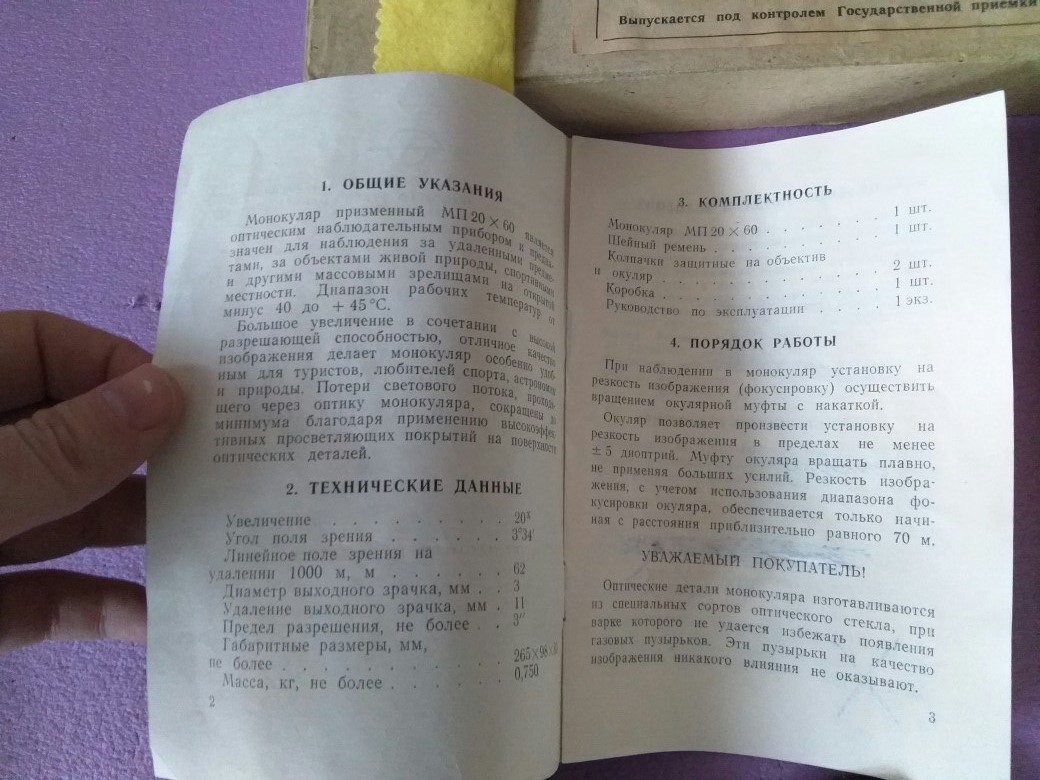 Выпускается под контролем Государственной приемки
1. ОБЩИЕ УКАЗАНИЯ
Монокуляр призменный МП 20×60 является
оптическим наблюдательным прибором и предна-
значен для наблюдения за удаленными предме-
тами, за объектами живой природы, спортивными
и другими массовыми зрелищами на открытой
местности. Диапазон рабочих температур от
минус 40 до +45°С.
Большое увеличение в сочетании с высокой
разрешающей способностью, отличное качество
изображения делает монокуляр особенно удоб-
ным для туристов, любителей спорта, астрономии
и природы. Потери светового потока, проходя-
щего через оптику монокуляра, сокращены до
минимума благодаря применению высокоэффек-
тивных просветляющих покрытий на поверхности
оптических деталей.
2. ТЕХНИЧЕСКИЕ ДАННЫЕ
Увеличение . . . . . . . . . . 20ˣ
Угол поля зрения . . . . . . 3°34′
Линейное поле зрения на
удалении 1000 м, м . . . . . . 62
Диаметр выходного зрачка, мм . . 3
Удаление выходного зрачка, мм . 11
Предел разрешения, не более . . 3″
Габаритные размеры, мм,
не более . . . . . . . . . . . 265×98×
Масса, кг, не более . . . . . . 0,750
2
3. КОМПЛЕКТНОСТЬ
Монокуляр МП 20×60 . . . . . . 1 шт.
Шейный ремень . . . . . . . . 1 шт.
Колпачки защитные на объектив
и окуляр . . . . . . . . . . . 2 шт.
Коробка . . . . . . . . . . . 1 шт.
Руководство по эксплуатации . . . . 1 экз.
4. ПОРЯДОК РАБОТЫ
При наблюдении в монокуляр установку на
резкость изображения (фокусировку) осуществить
вращением окулярной муфты с накаткой.
Окуляр позволяет произвести установку на
резкость изображения в пределах не менее
±5 диоптрий. Муфту окуляра вращать плавно,
не применяя больших усилий. Резкость изобра-
жения, с учетом использования диапазона фо-
кусировки окуляра, обеспечивается только начи-
ная с расстояния приблизительно равного 70 м.
УВАЖАЕМЫЙ ПОКУПАТЕЛЬ!
Оптические детали монокуляра изготавливаются
из специальных сортов оптического стекла, при
варке которого не удается избежать появления
газовых пузырьков. Эти пузырьки на качество
изображения никакого влияния не оказывают.
3